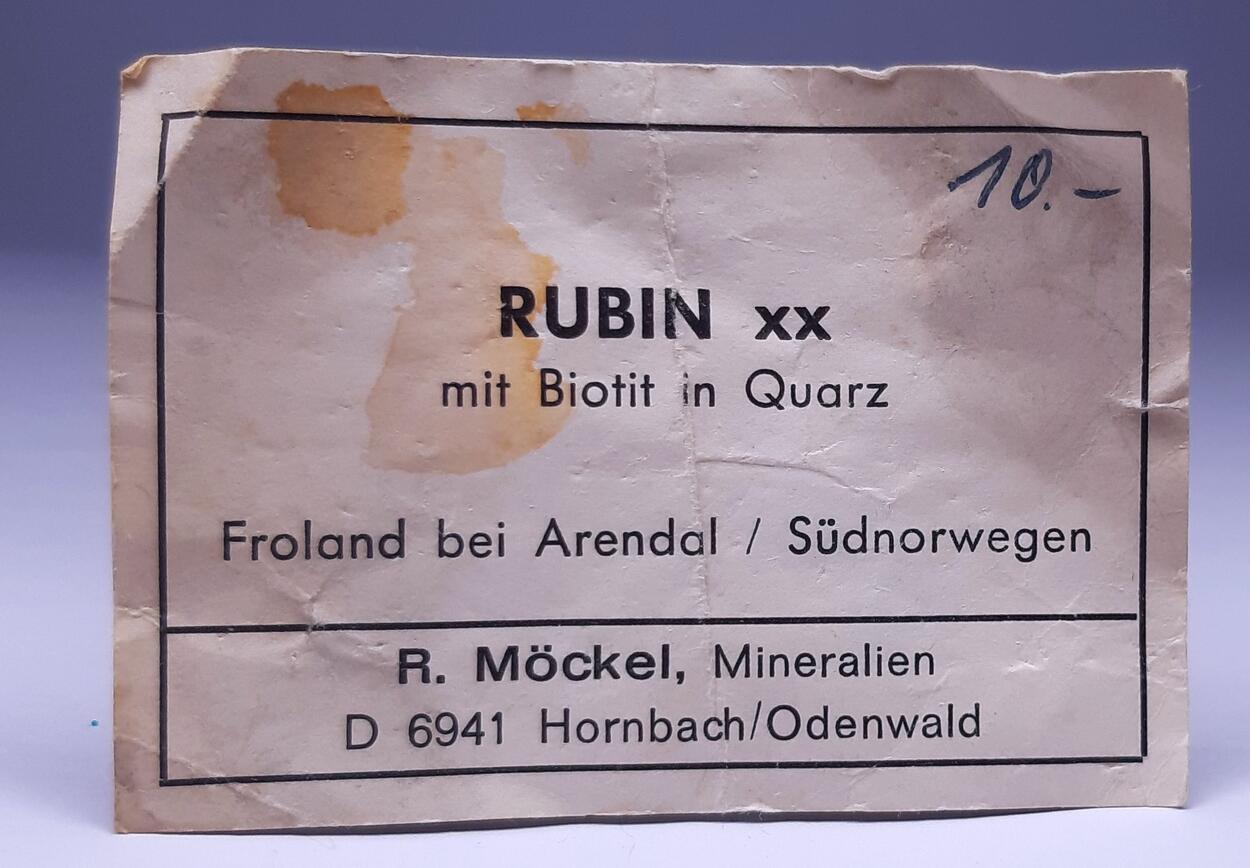 10.-
RUBIN xx
mit Biotit in Quarz
Froland bei Arendal / Südnorwegen
R. Möckel, Mineralien
D 6941 Hornbach/Odenwald